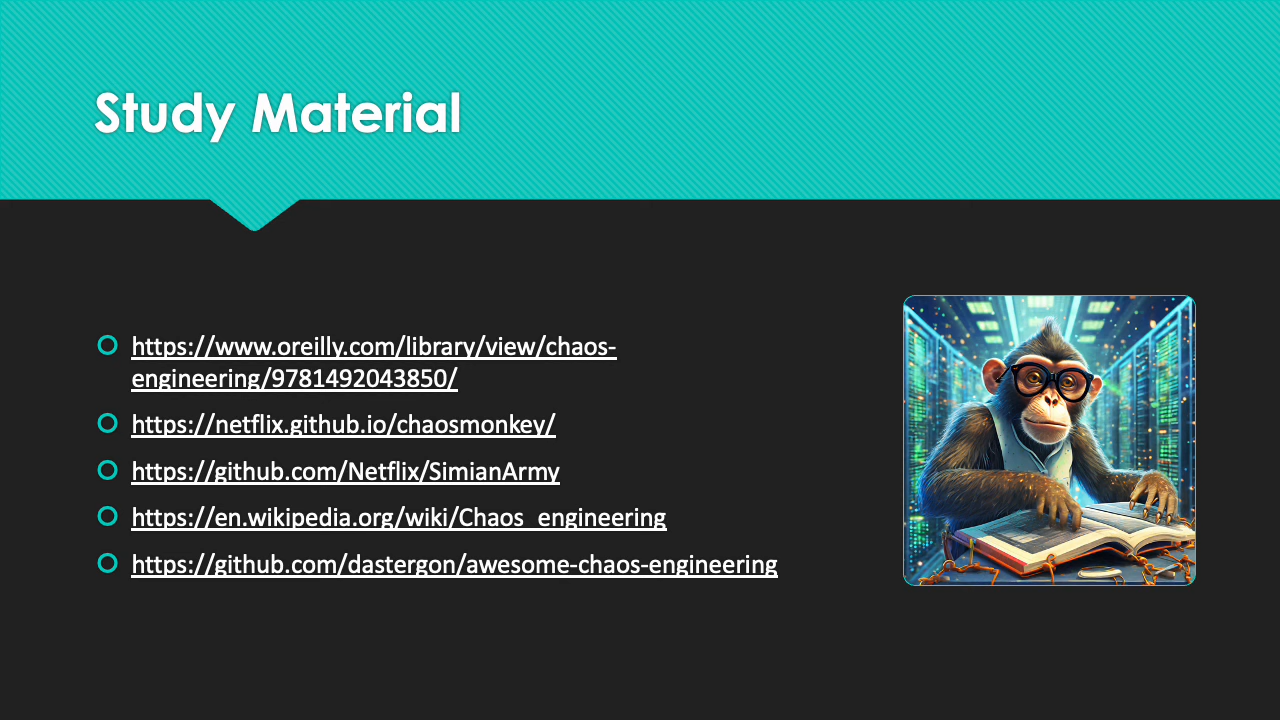 Study Material
https://www.oreilly.com/library/view/chaos-
engineering/9781492043850/
https://netflix.github.io/chaosmonkey/
https://github.com/Netflix/SimianArmy
https://en.wikipedia.org/wiki/Chaos_engineering
https://github.com/dastergon/awesome-chaos-engineering